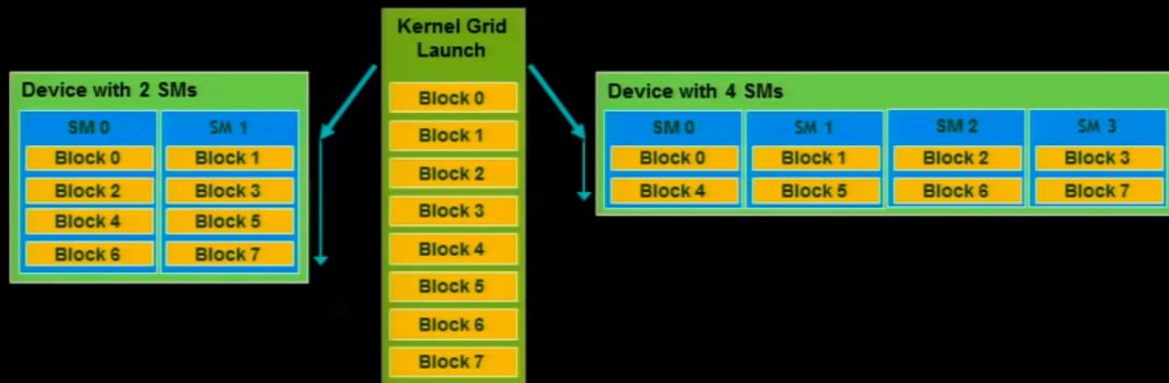 Kernel Grid
Launch
Block 0
Block 1
Block 2
Block 3
Block 4
Block 5
Block 6
Block 7
Device with 2 SMs
SM 0 SM 1
Block 0 Block 1
Block 2 Block 3
Block 4 Block 5
Block 6 Block 7
Device with 4 SMs
SM 0 SM 1 SM 2 SM 3
Block 0 Block 1 Block 2 Block 3
Block 4 Block 5 Block 6 Block 7